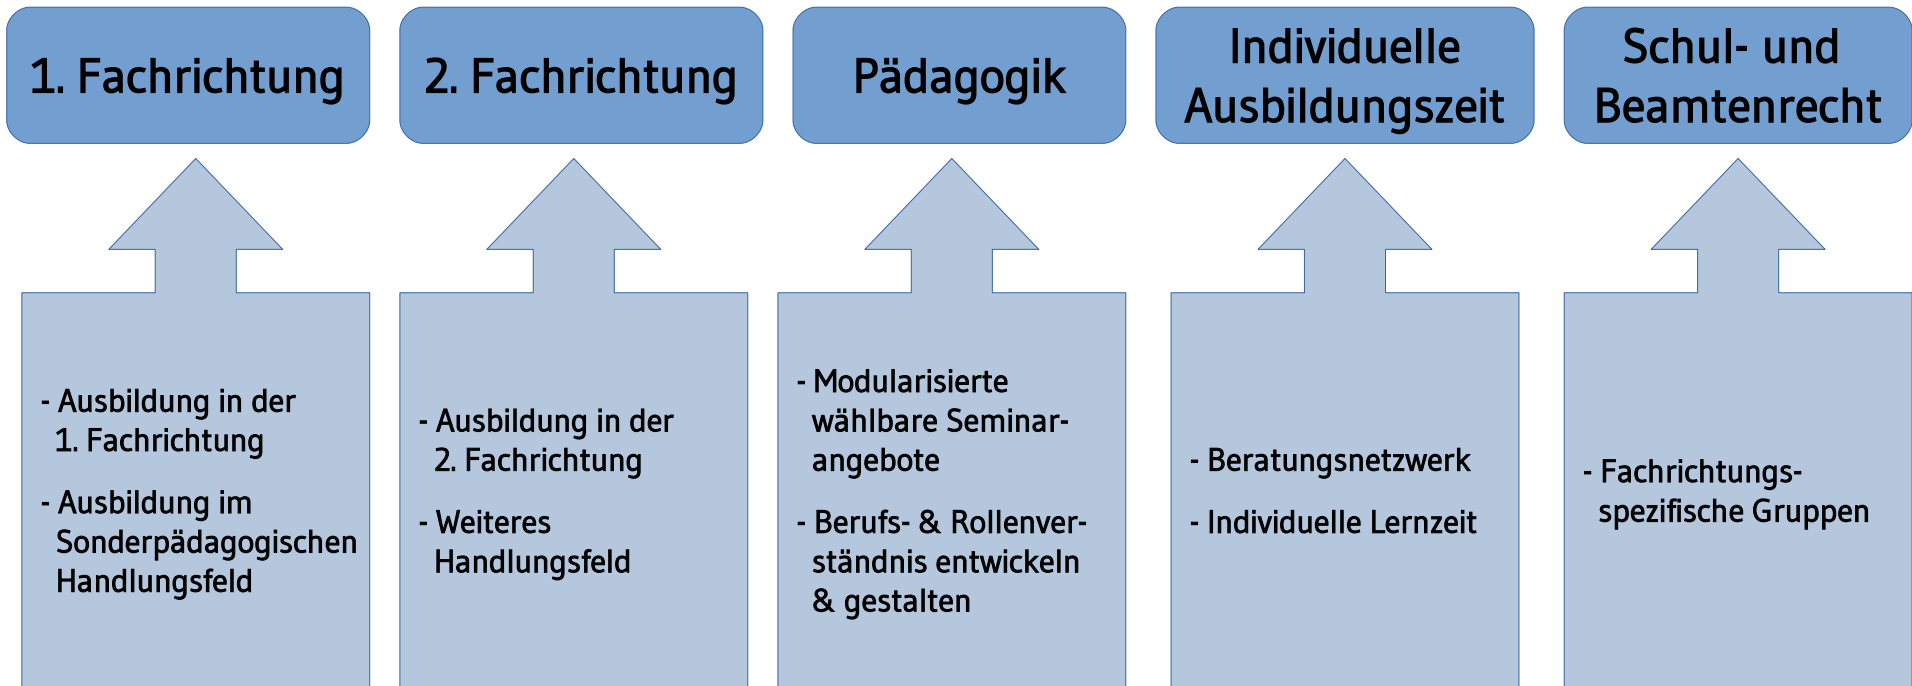 1. Fachrichtung
2. Fachrichtung
Pädagogik
Individuelle
Ausbildungszeit
Schul- und
Beamtenrecht
- Ausbildung in der
1. Fachrichtung
- Ausbildung im
Sonderpädagogischen
Handlungsfeld
- Ausbildung in der
2. Fachrichtung
- Weiteres
Handlungsfeld
- Modularisierte
wählbare Seminar-
angebote
- Berufs- & Rollenver-
ständnis entwickeln
& gestalten
- Beratungsnetzwerk
- Individuelle Lernzeit
- Fachrichtungs-
spezifische Gruppen